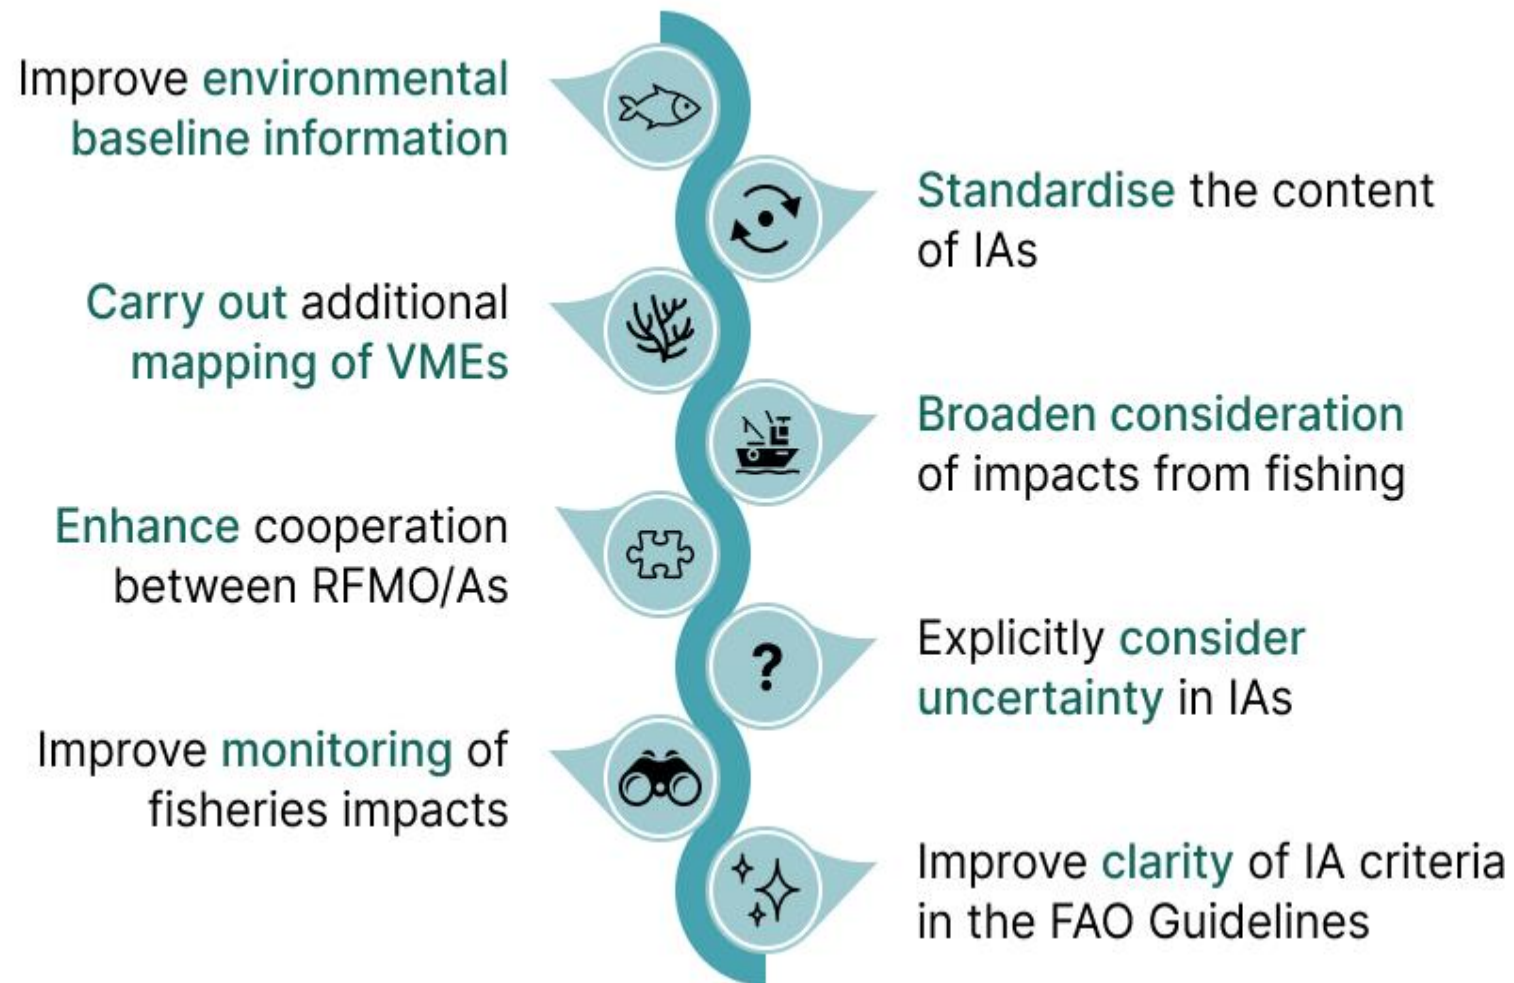 Improve environmental
baseline information
Standardise the content
of IAs
Carry out additional
mapping of VMEs
Broaden consideration
of impacts from fishing
Enhance cooperation
between RFMO/As
?
Explicitly consider
uncertainty in IAs
Improve monitoring of
fisheries impacts
Improve clarity of IA criteria
in the FAO Guidelines